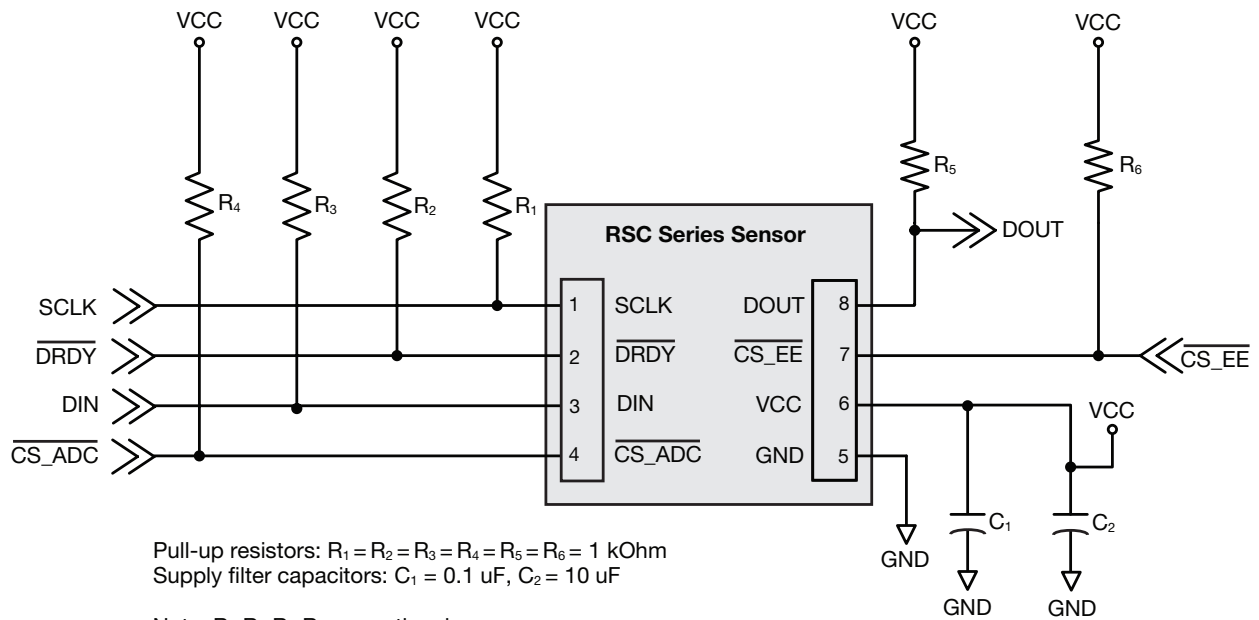 VCC VCC VCC VCC VCC VCC
R₄ R₃ R₂ R₁ R₅ R₆
RSC Series Sensor
DOUT
SCLK 1 SCLK DOUT 8
DRDY 2 DRDY CS_EE 7 CS_EE
DIN 3 DIN VCC 6 VCC
CS_ADC 4 CS_ADC GND 5
C₁ C₂
GND GND GND
Pull-up resistors: R₁ = R₂ = R₃ = R₄ = R₅ = R₆ = 1 kOhm
Supply filter capacitors: C₁ = 0.1 uF, C₂ = 10 uF